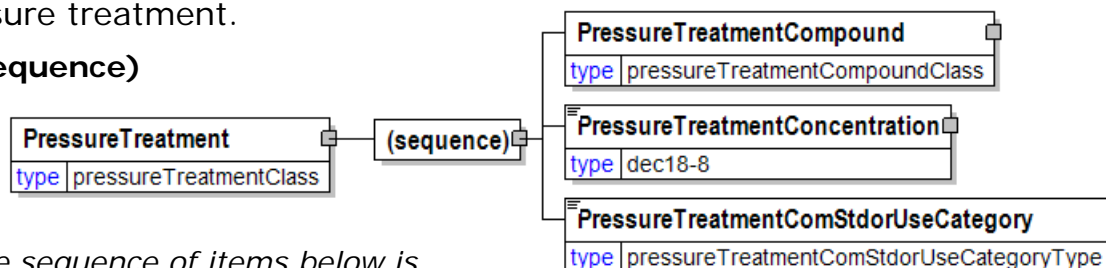 sure treatment.
equence)
PressureTreatment
type pressureTreatmentClass
(sequence)
PressureTreatmentCompound
type pressureTreatmentCompoundClass
PressureTreatmentConcentration
type dec18-8
PressureTreatmentComStdorUseCategory
type pressureTreatmentComStdorUseCategoryType
e sequence of items below is